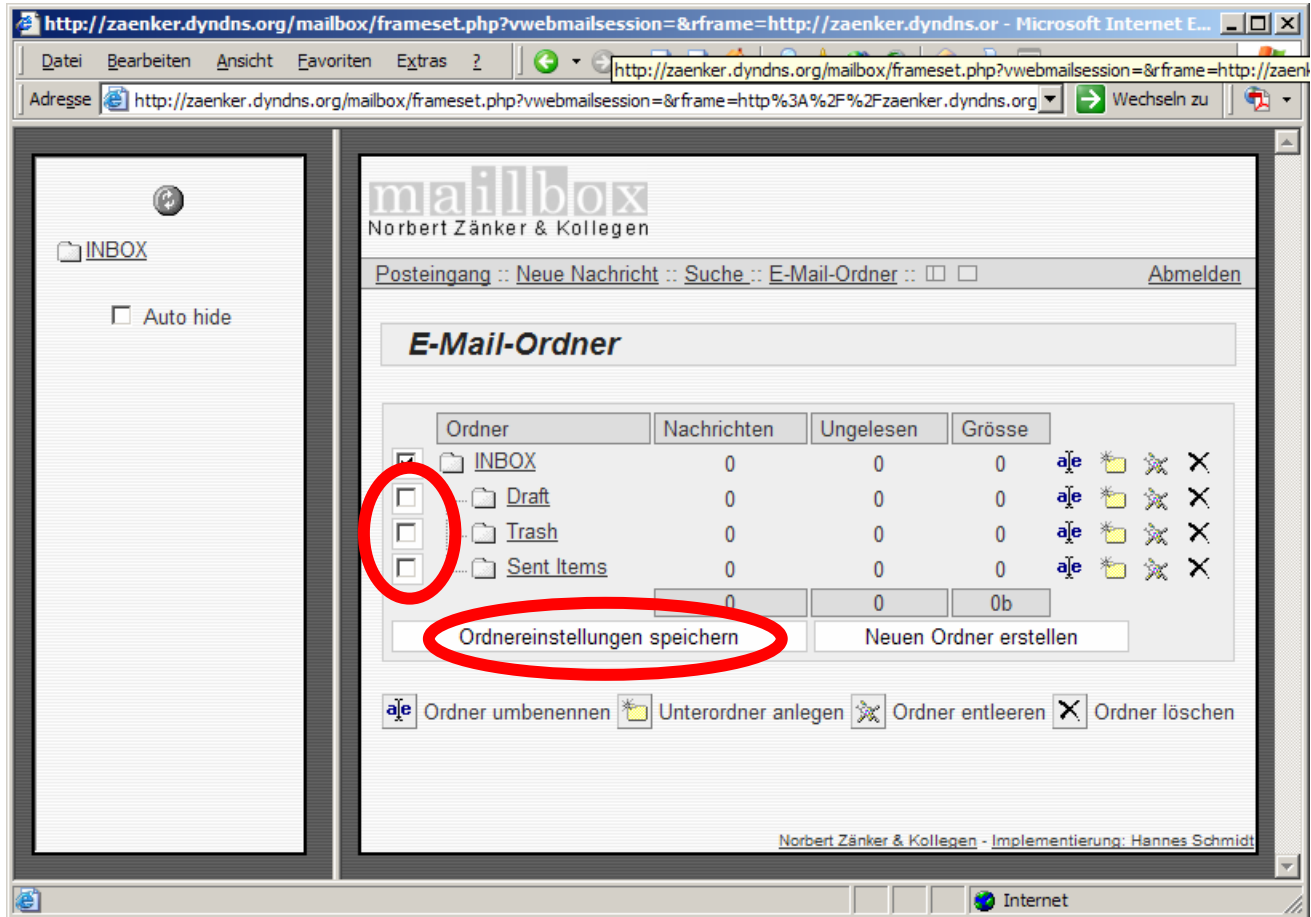 http://zaenker.dyndns.org/mailbox/frameset.php?vwebmailsession=&rframe=http://zaenker.dyndns.or - Microsoft Internet E...
Datei Bearbeiten Ansicht Favoriten Extras ?
http://zaenker.dyndns.org/mailbox/frameset.php?vwebmailsession=&rframe=http://zaenk
Adresse http://zaenker.dyndns.org/mailbox/frameset.php?vwebmailsession=&rframe=http%3A%2F%2Fzaenker.dyndns.org Wechseln zu
INBOX
Auto hide
mailbox
Norbert Zänker & Kollegen
Posteingang :: Neue Nachricht :: Suche :: E-Mail-Ordner :: Abmelden
E-Mail-Ordner
Ordner Nachrichten Ungelesen Grösse
INBOX 0 0 0
Draft 0 0 0
Trash 0 0 0
Sent Items 0 0 0
0 0 0b
Ordnereinstellungen speichern Neuen Ordner erstellen
Ordner umbenennen Unterordner anlegen Ordner entleeren Ordner löschen
Norbert Zänker & Kollegen - Implementierung: Hannes Schmidt
Internet